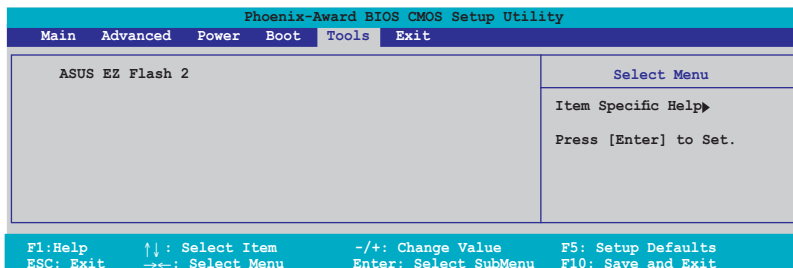 Phoenix-Award BIOS CMOS Setup Utility
Main Advanced Power Boot Tools Exit
ASUS EZ Flash 2
Select Menu
Item Specific Help▶
Press [Enter] to Set.
F1:Help ↑↓: Select Item -/+: Change Value F5: Setup Defaults
ESC: Exit →←: Select Menu Enter: Select SubMenu F10: Save and Exit